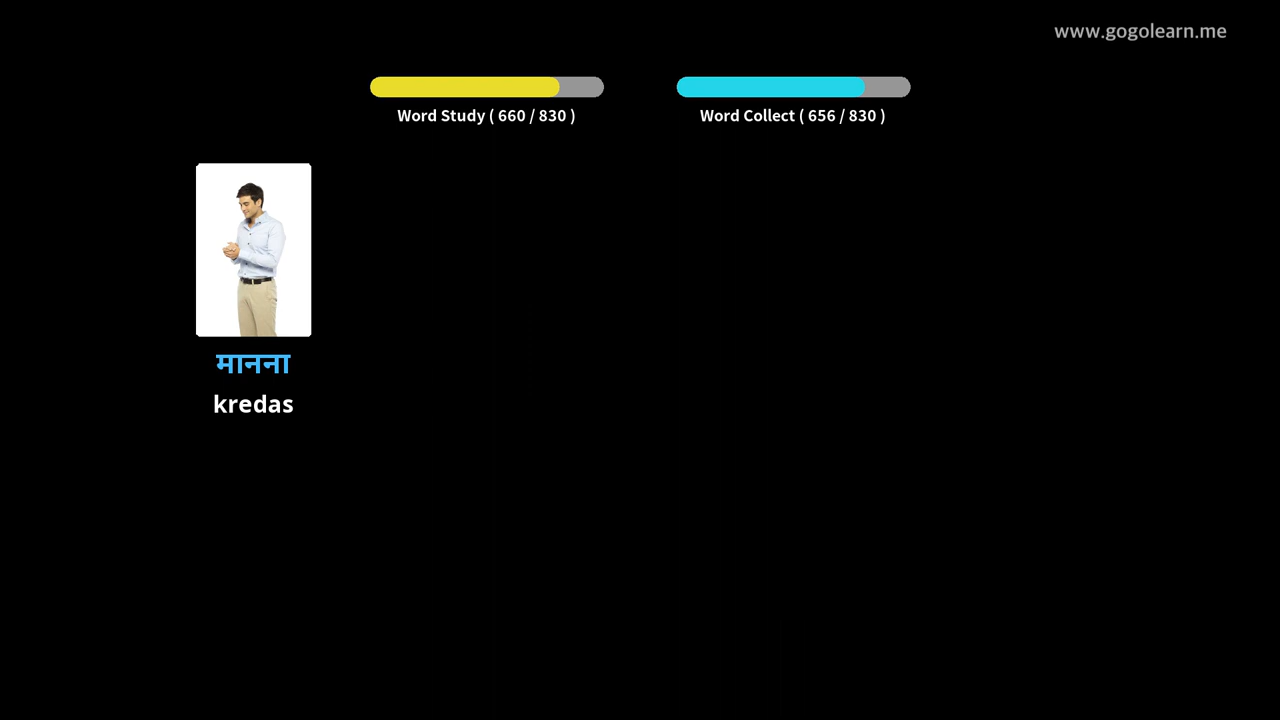 www.gogolearn.me
Word Study ( 660 / 830 )
Word Collect ( 656 / 830 )
मानना
kredas